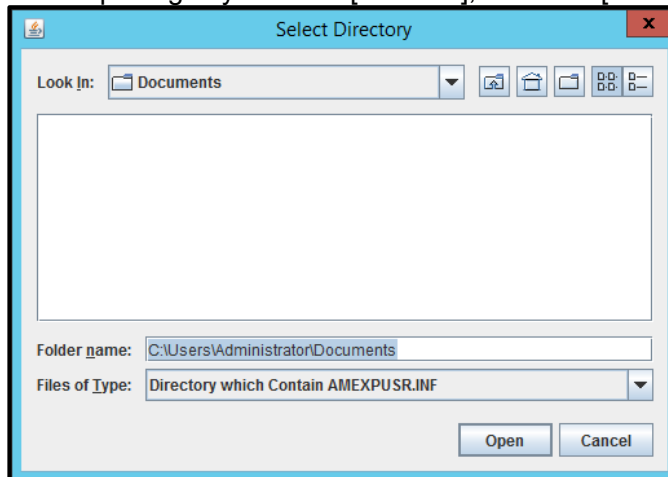 Select Directory
x
Look In: Documents
Folder name: C:\Users\Administrator\Documents
Files of Type: Directory which Contain AMEXPUSR.INF
Open Cancel